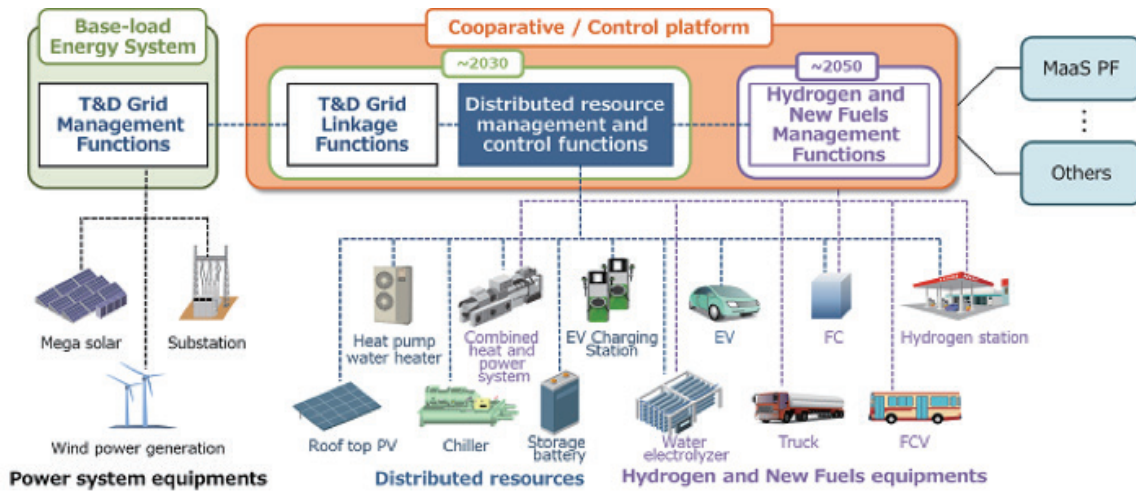 Base-load
Energy System
T&D Grid
Management
Functions
Cooparative / Control platform
~2030
T&D Grid
Linkage
Functions
Distributed resource
management and
control functions
~2050
Hydrogen and
New Fuels
Management
Functions
MaaS PF
Others
Mega solar
Substation
Wind power generation
Power system equipments
Heat pump
water heater
Combined
heat and
power
system
EV Charging
Station
EV
FC
Hydrogen station
Roof top PV
Chiller
Storage
battery
Water
electrolyzer
Truck
FCV
Distributed resources
Hydrogen and New Fuels equipments